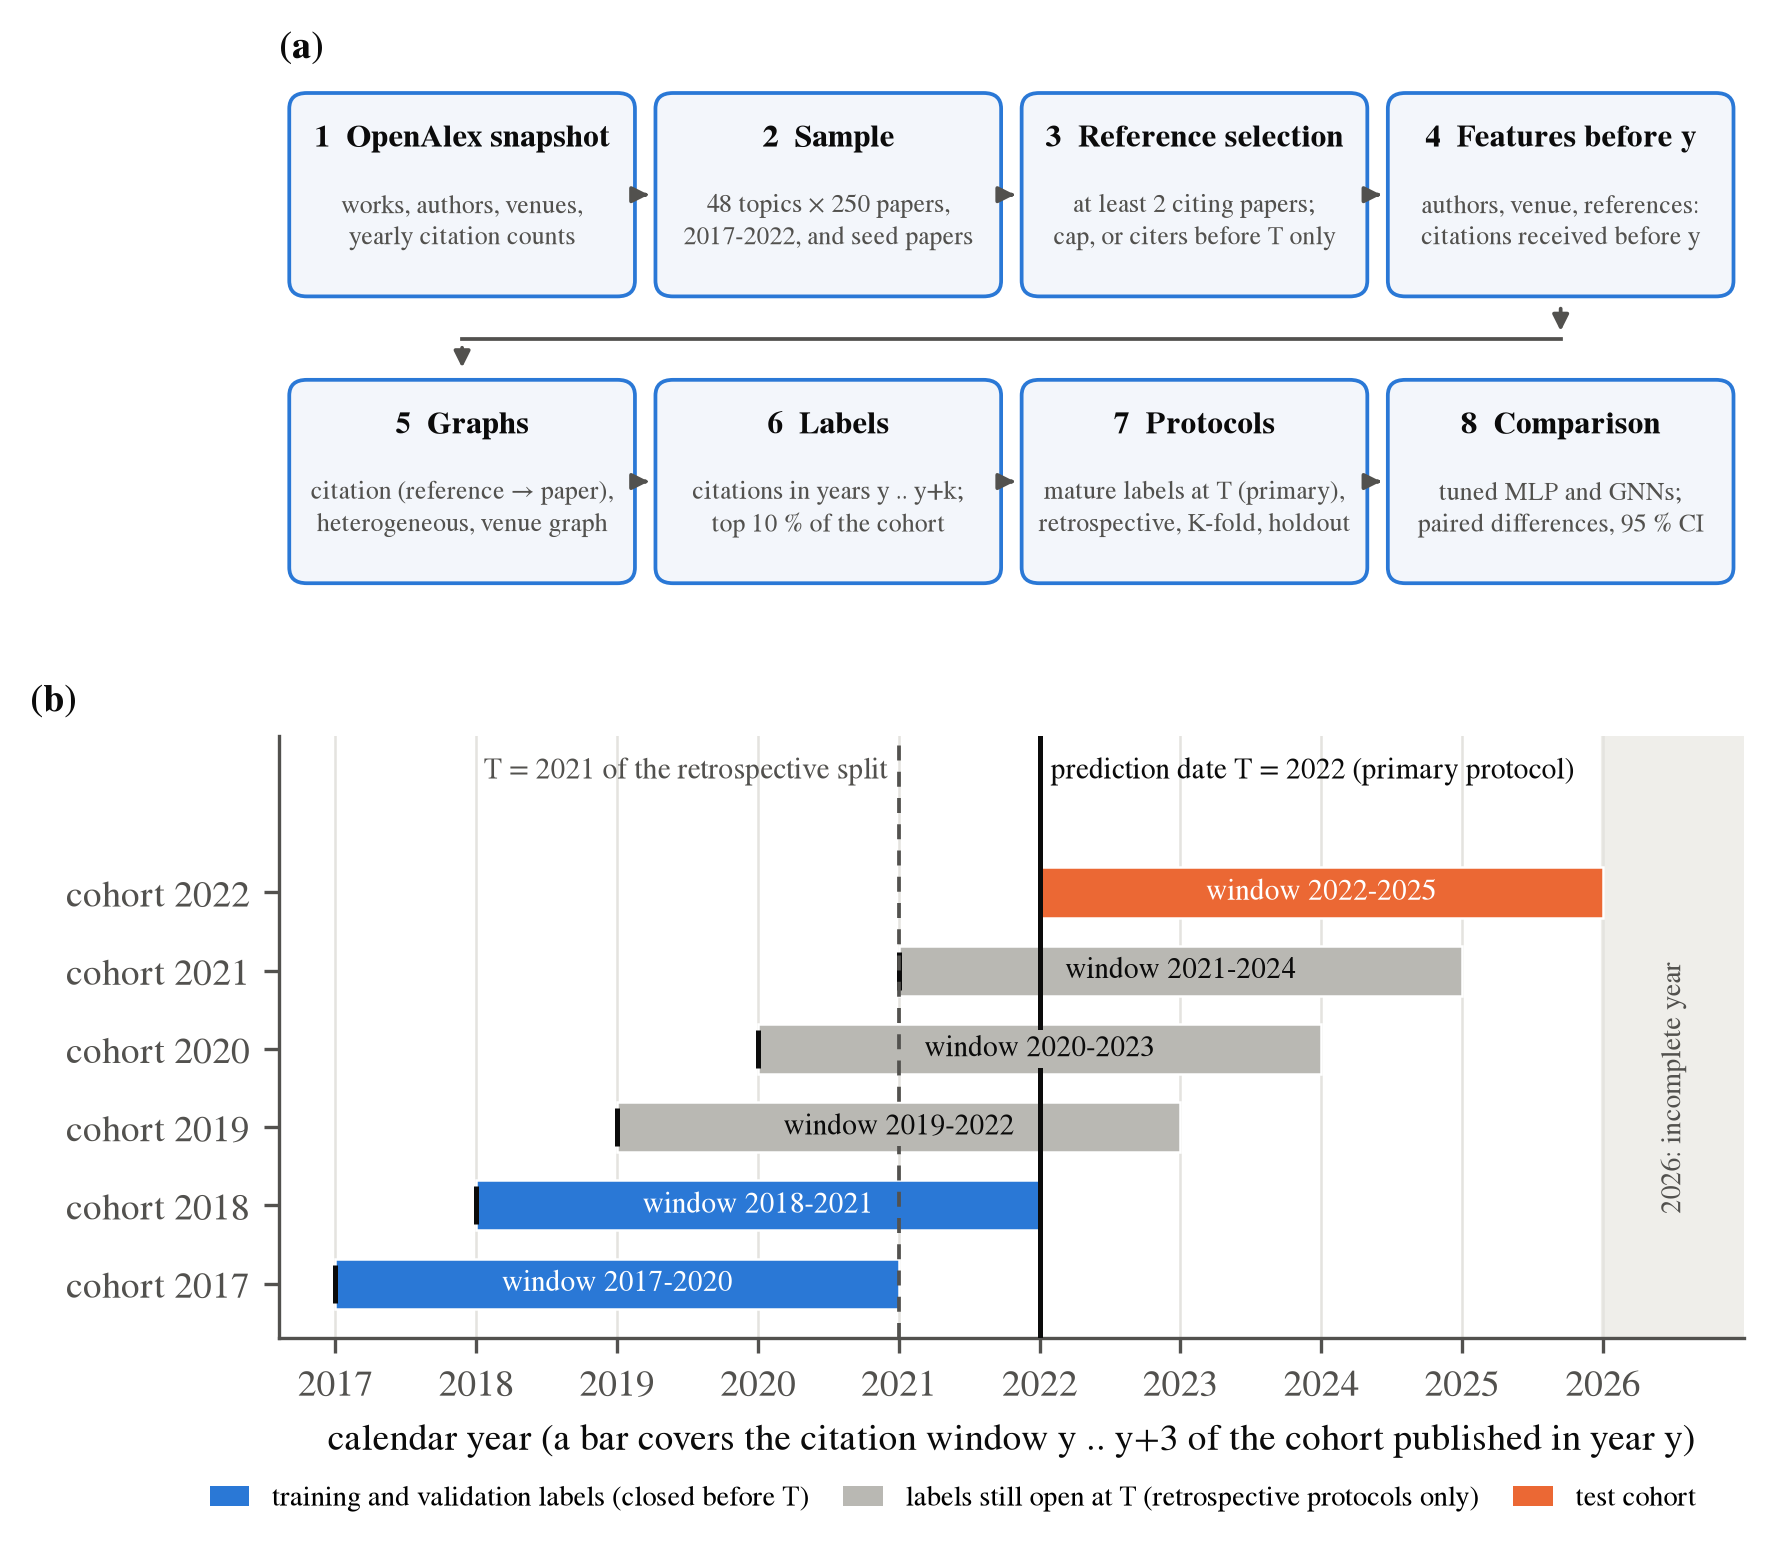 (a)
1 OpenAlex snapshot
works, authors, venues,
yearly citation counts
2 Sample
48 topics × 250 papers,
2017-2022, and seed papers
3 Reference selection
at least 2 citing papers;
cap, or citers before T only
4 Features before y
authors, venue, references:
citations received before y
5 Graphs
citation (reference → paper),
heterogeneous, venue graph
6 Labels
citations in years y .. y+k;
top 10 % of the cohort
7 Protocols
mature labels at T (primary),
retrospective, K-fold, holdout
8 Comparison
tuned MLP and GNNs;
paired differences, 95 % CI
(b)
T = 2021 of the retrospective split
prediction date T = 2022 (primary protocol)
cohort 2022
window 2022-2025
cohort 2021
window 2021-2024
cohort 2020
window 2020-2023
cohort 2019
window 2019-2022
cohort 2018
window 2018-2021
cohort 2017
window 2017-2020
2026: incomplete year
2017 2018 2019 2020 2021 2022 2023 2024 2025 2026
calendar year (a bar covers the citation window y .. y+3 of the cohort published in year y)
training and validation labels (closed before T)
labels still open at T (retrospective protocols only)
test cohort